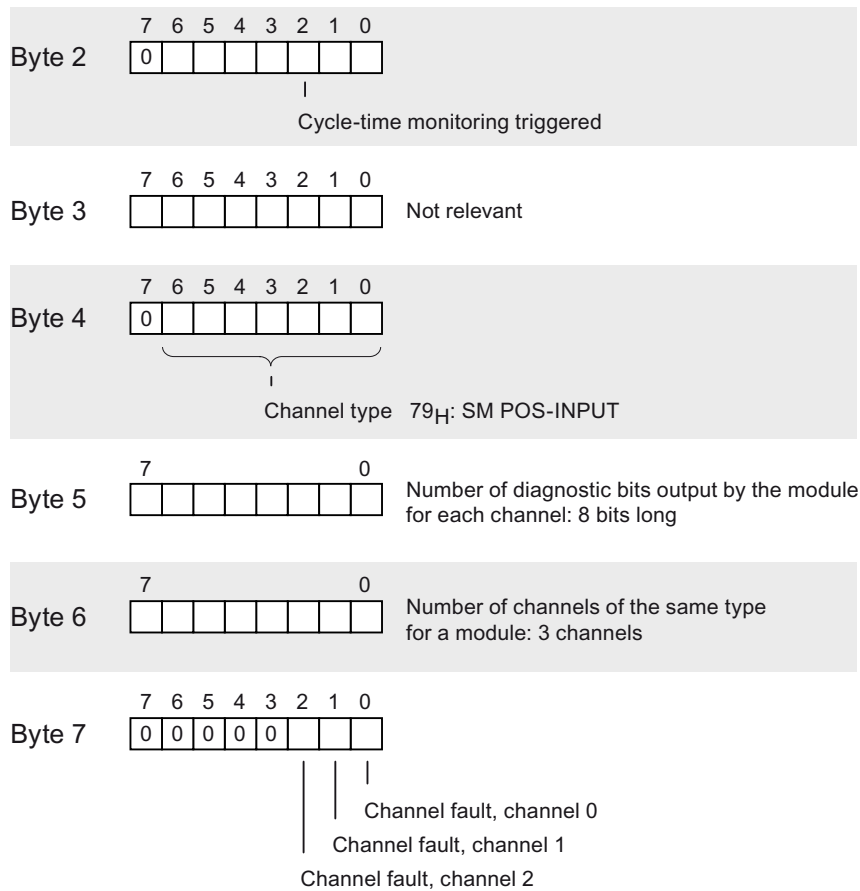 7 6 5 4 3 2 1 0
Byte 2
0
Cycle-time monitoring triggered
7 6 5 4 3 2 1 0
Byte 3
Not relevant
7 6 5 4 3 2 1 0
Byte 4
0
Channel type 79H: SM POS-INPUT
7 0
Byte 5
Number of diagnostic bits output by the module
for each channel: 8 bits long
7 0
Byte 6
Number of channels of the same type
for a module: 3 channels
7 6 5 4 3 2 1 0
Byte 7
0 0 0 0 0
Channel fault, channel 0
Channel fault, channel 1
Channel fault, channel 2